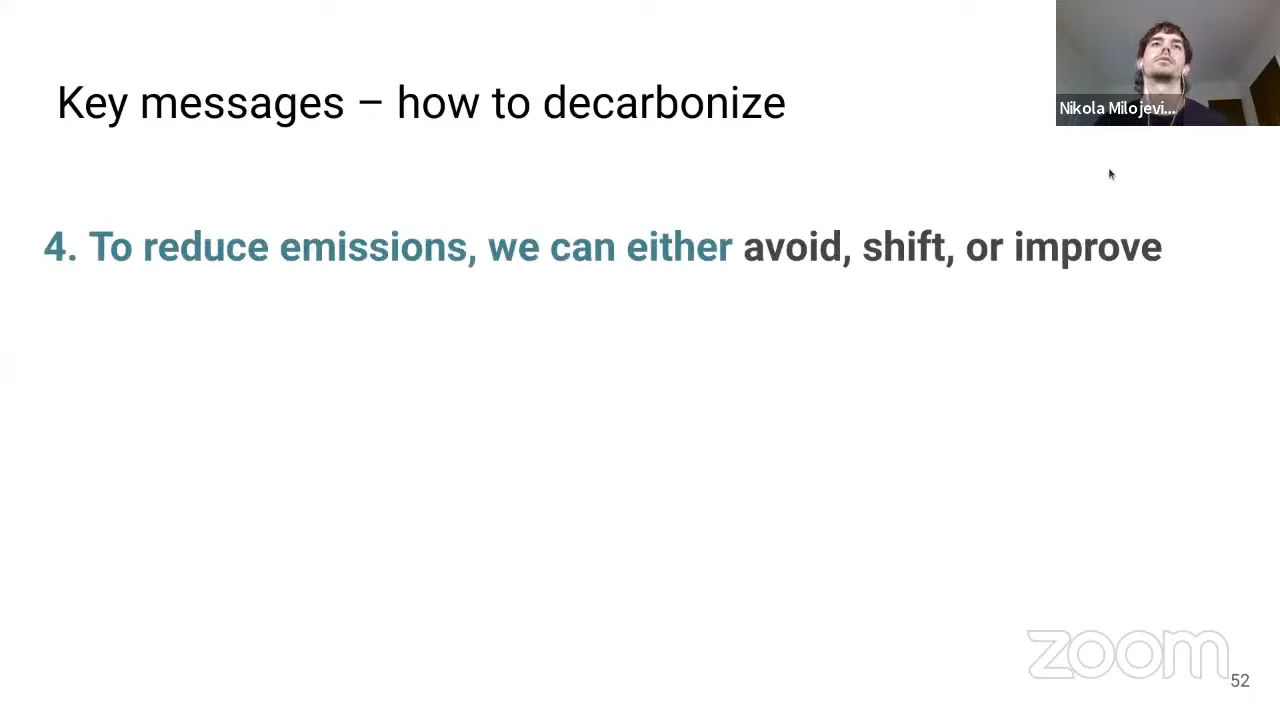 Key messages – how to decarbonize
Nikola Milojevi...
4. To reduce emissions, we can either avoid, shift, or improve
zoom
52